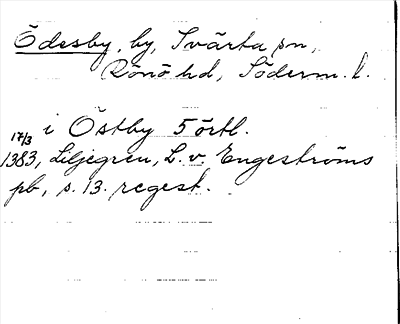 Ödesby, by, Svärta sn,
Rönö hd, Söderm. l.
i Östby 5 örtl.
17/3
1383, Liljegren, L. v. Engeströms
pb, s. 13. regest.